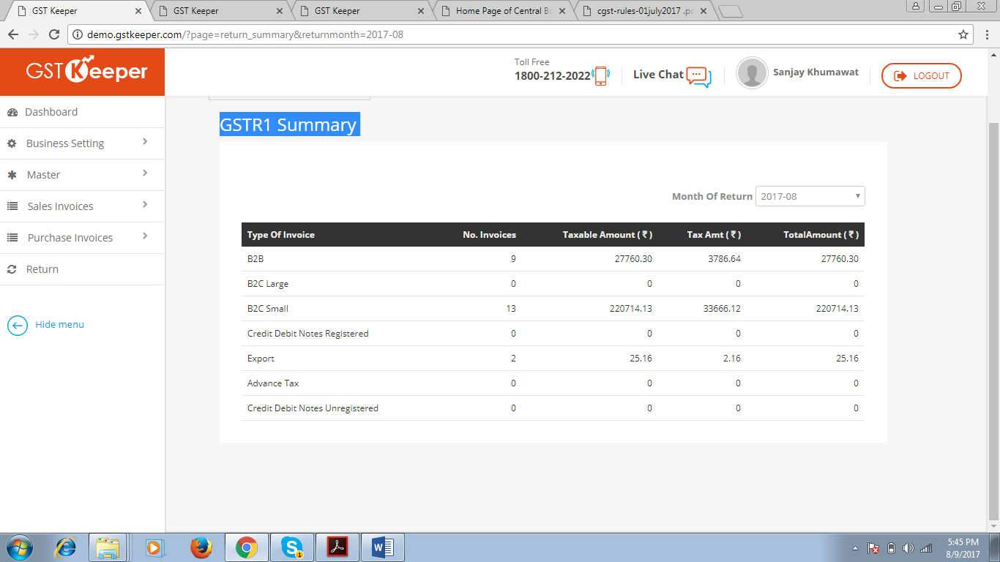 GST Keeper GST Keeper GST Keeper Home Page of Central Bo cgst-rules-01july2017 .p
demo.gstkeeper.com/?page=return_summary&returnmonth=2017-08
GST Keeper
Toll Free
1800-212-2022
Live Chat
Sanjay Khumawat
LOGOUT
Dashboard
Business Setting
Master
Sales Invoices
Purchase Invoices
Return
Hide menu
GSTR1 Summary
Month Of Return 2017-08
Type Of Invoice No. Invoices Taxable Amount ( ₹ ) Tax Amt ( ₹ ) TotalAmount ( ₹ )
B2B 9 27760.30 3786.64 27760.30
B2C Large 0 0 0 0
B2C Small 13 220714.13 33666.12 220714.13
Credit Debit Notes Registered 0 0 0 0
Export 2 25.16 2.16 25.16
Advance Tax 0 0 0 0
Credit Debit Notes Unregistered 0 0 0 0
5:45 PM
8/9/2017